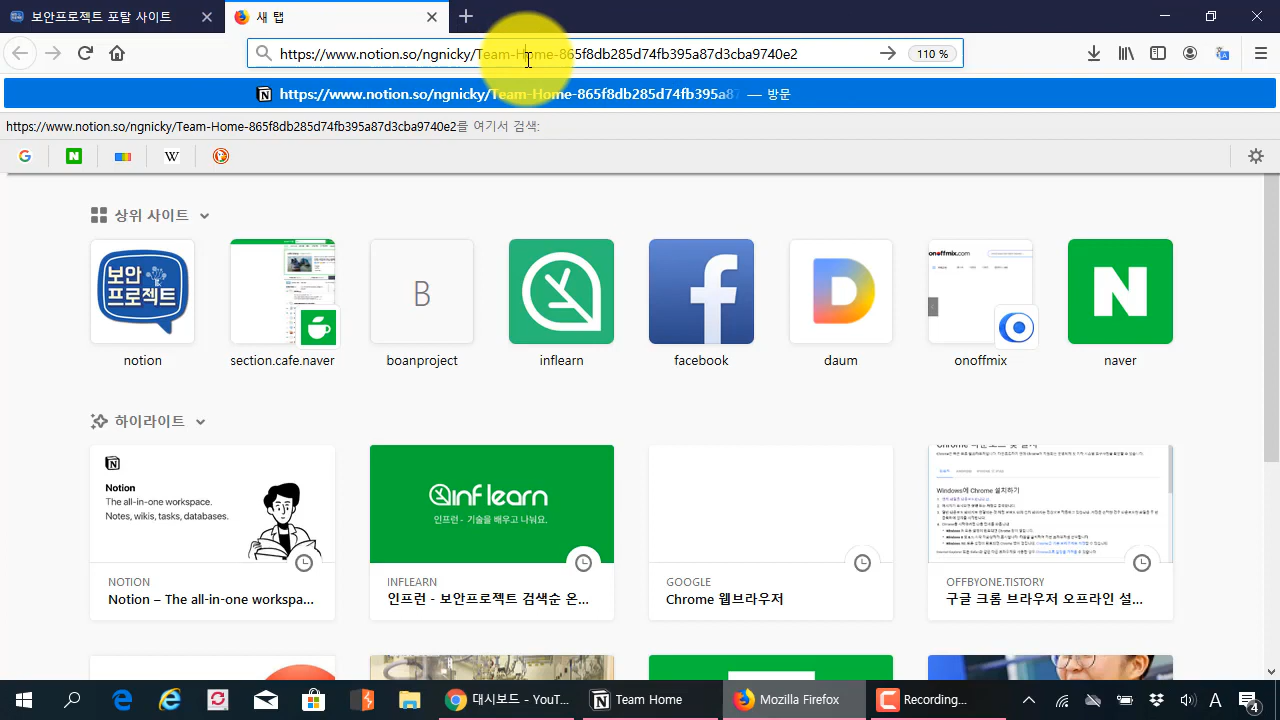 보안프로젝트 포탈 사이트
새 탭
https://www.notion.so/ngnicky/Team-Home-865f8db285d74fb395a87d3cba9740e2
110 %
https://www.notion.so/ngnicky/Team-Home-865f8db285d74fb395a87 — 방문
https://www.notion.so/ngnicky/Team-Home-865f8db285d74fb395a87d3cba9740e2를 여기서 검색:
상위 사이트
보안
프로젝트
B
onoffmix.com
notion
section.cafe.naver
boanproject
inflearn
facebook
daum
onoffmix
naver
하이라이트
Notion
The all-in-one workspace.
Notes, wikis, tasks, databases.
inflearn
인프런 - 기술을 배우고 나눠요.
Windows에 Chrome 설치하기
NOTION
Notion – The all-in-one workspa...
INFLEARN
인프런 - 보안프로젝트 검색순 온...
GOOGLE
Chrome 웹브라우저
OFFBYONE.TISTORY
구글 크롬 브라우저 오프라인 설...
대시보드 - YouT...
Team Home
Mozilla Firefox
Recording...
A
4